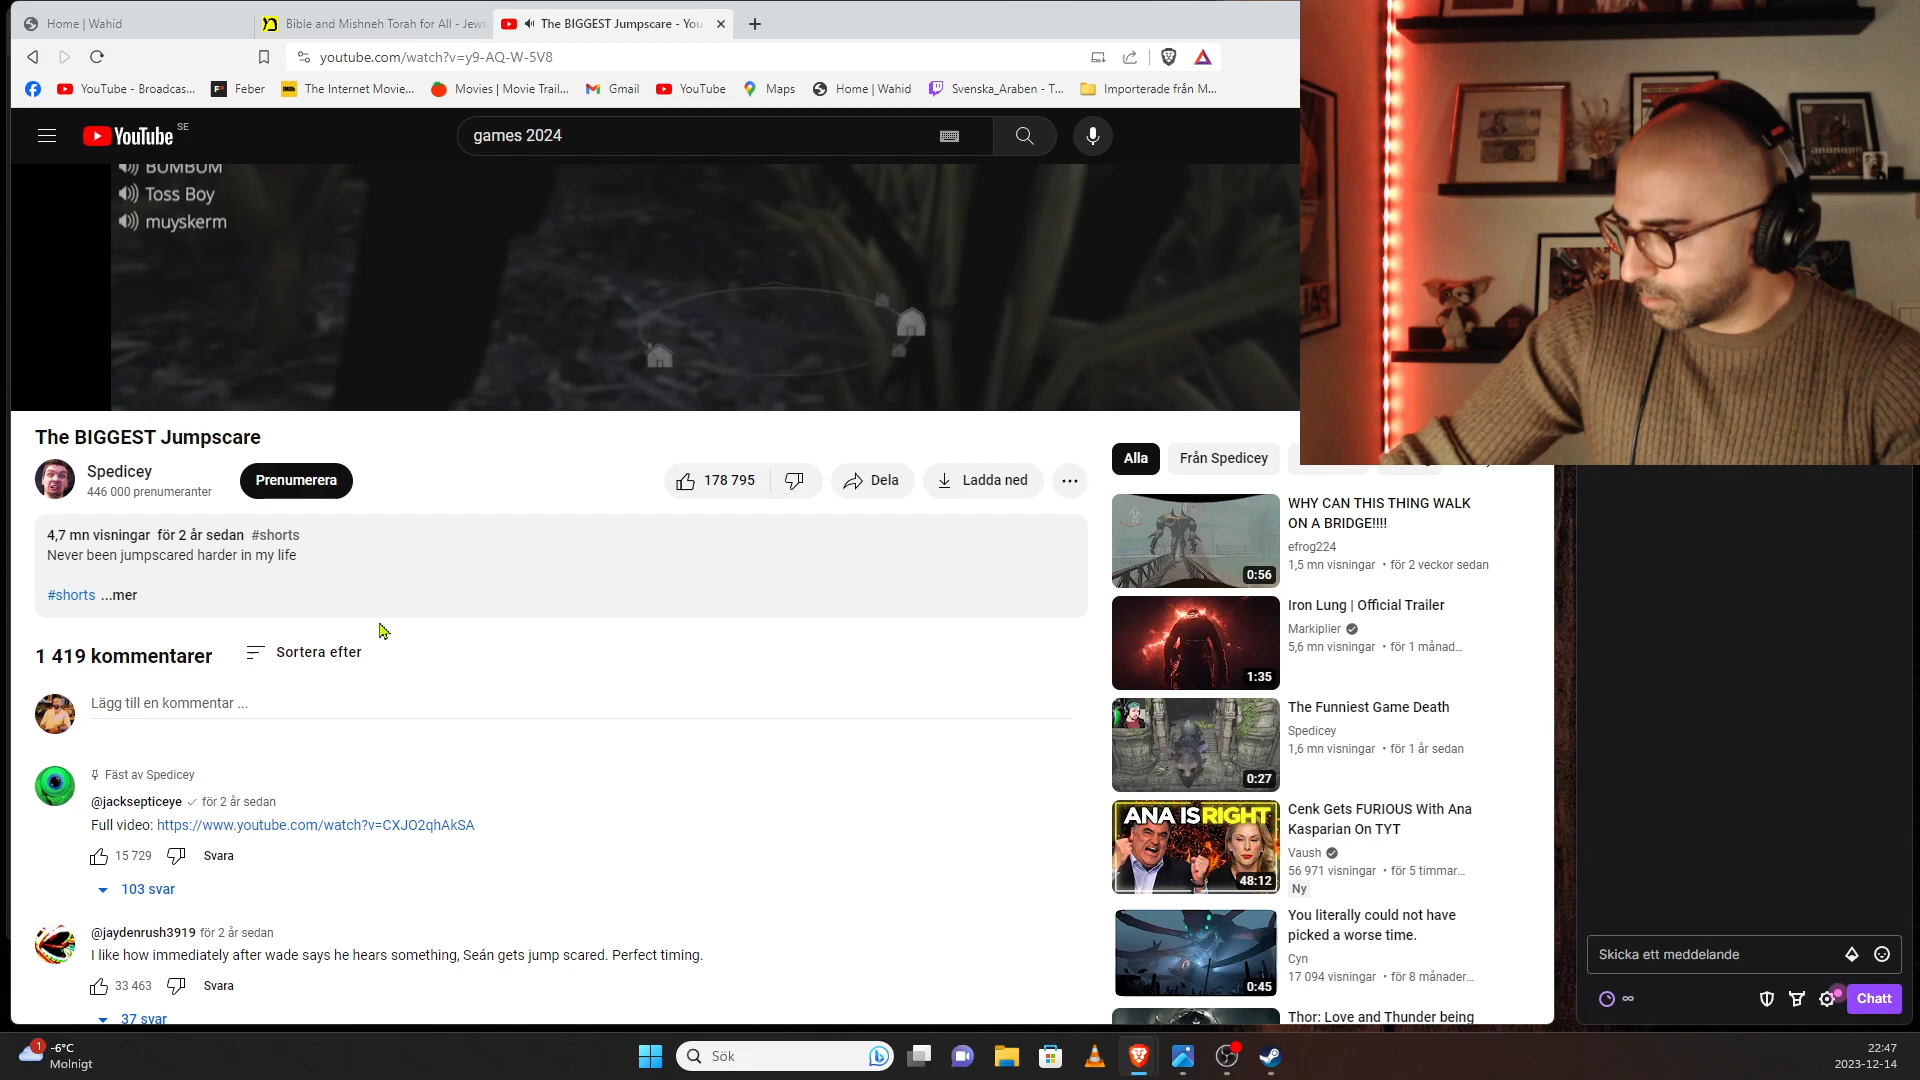 Home | Wahid
Bible and Mishneh Torah for All - Jews
The BIGGEST Jumpscare - You
youtube.com/watch?v=y9-AQ-W-5V8
YouTube - Broadcas...
Feber
The Internet Movie...
Movies | Movie Trail...
Gmail
YouTube
Maps
Home | Wahid
Svenska_Araben - T...
Importerade från M...
YouTube SE
games 2024
BUMBUM
Toss Boy
muyskerm
The BIGGEST Jumpscare
Spedicey
446 000 prenumeranter
Prenumerera
178 795
Dela
Ladda ned
4,7 mn visningar för 2 år sedan #shorts
Never been jumpscared harder in my life
#shorts ...mer
1 419 kommentarer
Sortera efter
Lägg till en kommentar ...
Fäst av Spedicey
@jacksepticeye för 2 år sedan
Full video: https://www.youtube.com/watch?v=CXJO2qhAkSA
15 729
Svara
103 svar
@jaydenrush3919 för 2 år sedan
I like how immediately after wade says he hears something, Seán gets jump scared. Perfect timing.
33 463
Svara
37 svar
Alla
Från Spedicey
0:56
WHY CAN THIS THING WALK
ON A BRIDGE!!!!
efrog224
1,5 mn visningar • för 2 veckor sedan
1:35
Iron Lung | Official Trailer
Markiplier
5,6 mn visningar • för 1 månad...
0:27
The Funniest Game Death
Spedicey
1,6 mn visningar • för 1 år sedan
ANA IS RIGHT
48:12
Cenk Gets FURIOUS With Ana
Kasparian On TYT
Vaush
56 971 visningar • för 5 timmar...
Ny
0:45
You literally could not have
picked a worse time.
Cyn
17 094 visningar • för 8 månader...
Thor: Love and Thunder being
Skicka ett meddelande
Chatt
1
-6°C
Molnigt
Sök
22:47
2023-12-14